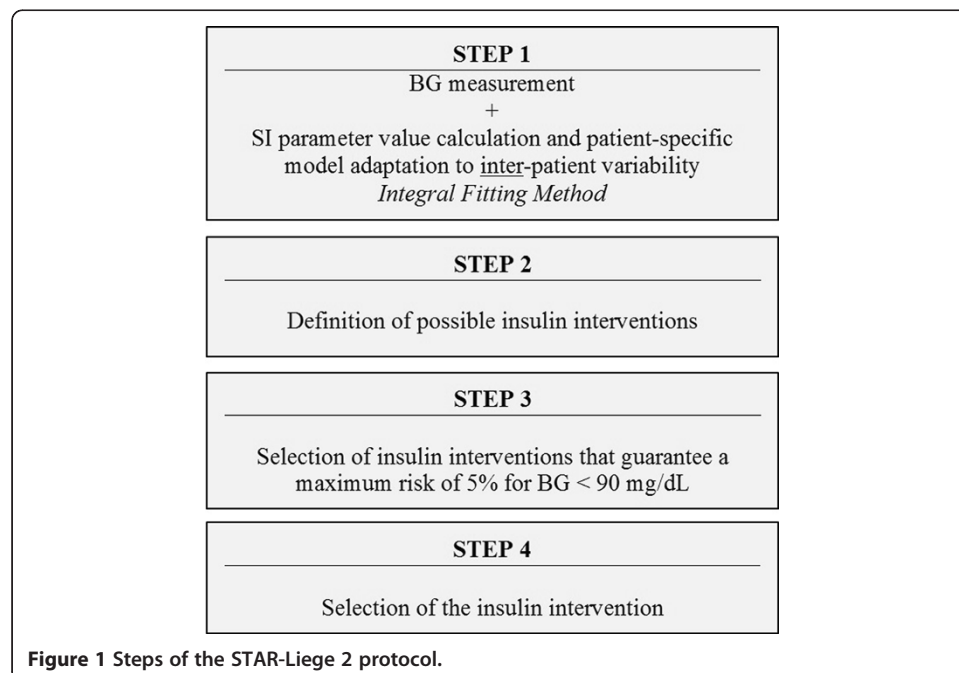 STEP 1
BG measurement
+
SI parameter value calculation and patient-specific
model adaptation to inter-patient variability
Integral Fitting Method
STEP 2
Definition of possible insulin interventions
STEP 3
Selection of insulin interventions that guarantee a
maximum risk of 5% for BG < 90 mg/dL
STEP 4
Selection of the insulin intervention
Figure 1 Steps of the STAR-Liege 2 protocol.